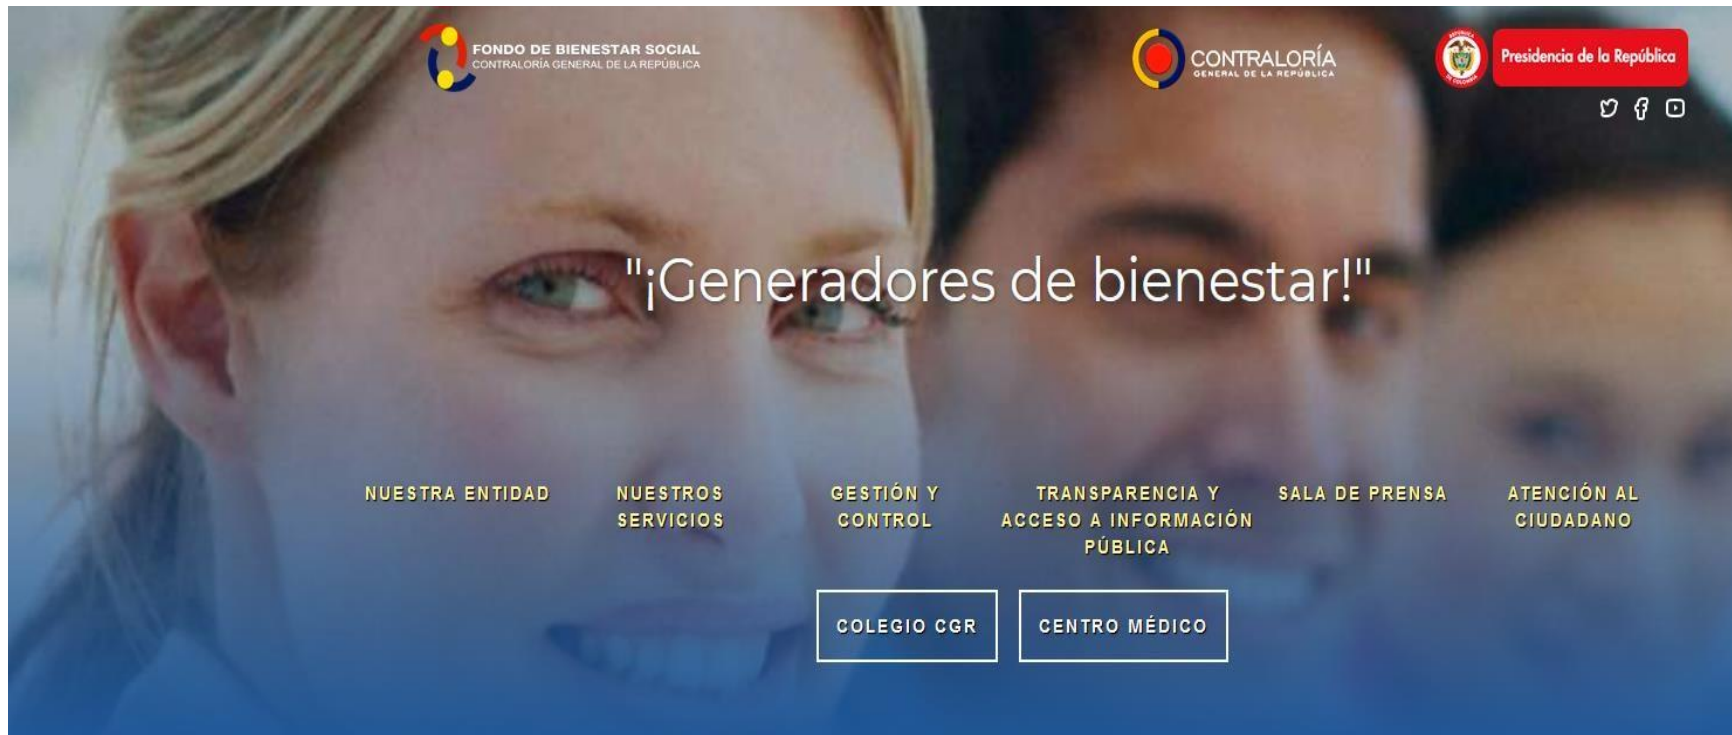 FONDO DE BIENESTAR SOCIAL
CONTRALORÍA GENERAL DE LA REPÚBLICA
CONTRALORÍA
GENERAL DE LA REPÚBLICA
Presidencia de la República
"¡Generadores de bienestar!"
NUESTRA ENTIDAD
NUESTROS
SERVICIOS
GESTIÓN Y
CONTROL
TRANSPARENCIA Y
ACCESO A INFORMACIÓN
PÚBLICA
SALA DE PRENSA
ATENCIÓN AL
CIUDADANO
COLEGIO CGR
CENTRO MÉDICO